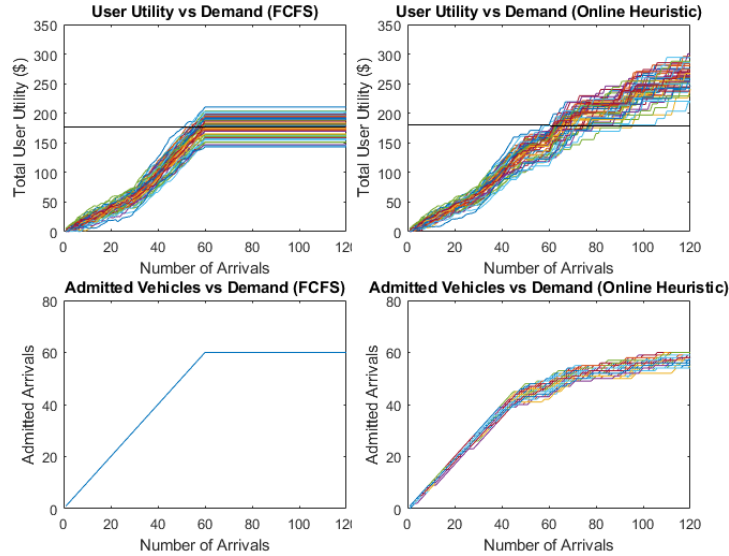 User Utility vs Demand (FCFS)
Total User Utility ($)
350
300
250
200
150
100
50
0
0 20 40 60 80 100 120
Number of Arrivals
User Utility vs Demand (Online Heuristic)
Total User Utility ($)
350
300
250
200
150
100
50
0
0 20 40 60 80 100 120
Number of Arrivals
Admitted Vehicles vs Demand (FCFS)
Admitted Arrivals
80
60
40
20
0
0 20 40 60 80 100 120
Number of Arrivals
Admitted Vehicles vs Demand (Online Heuristic)
Admitted Arrivals
80
60
40
20
0
0 20 40 60 80 100 120
Number of Arrivals